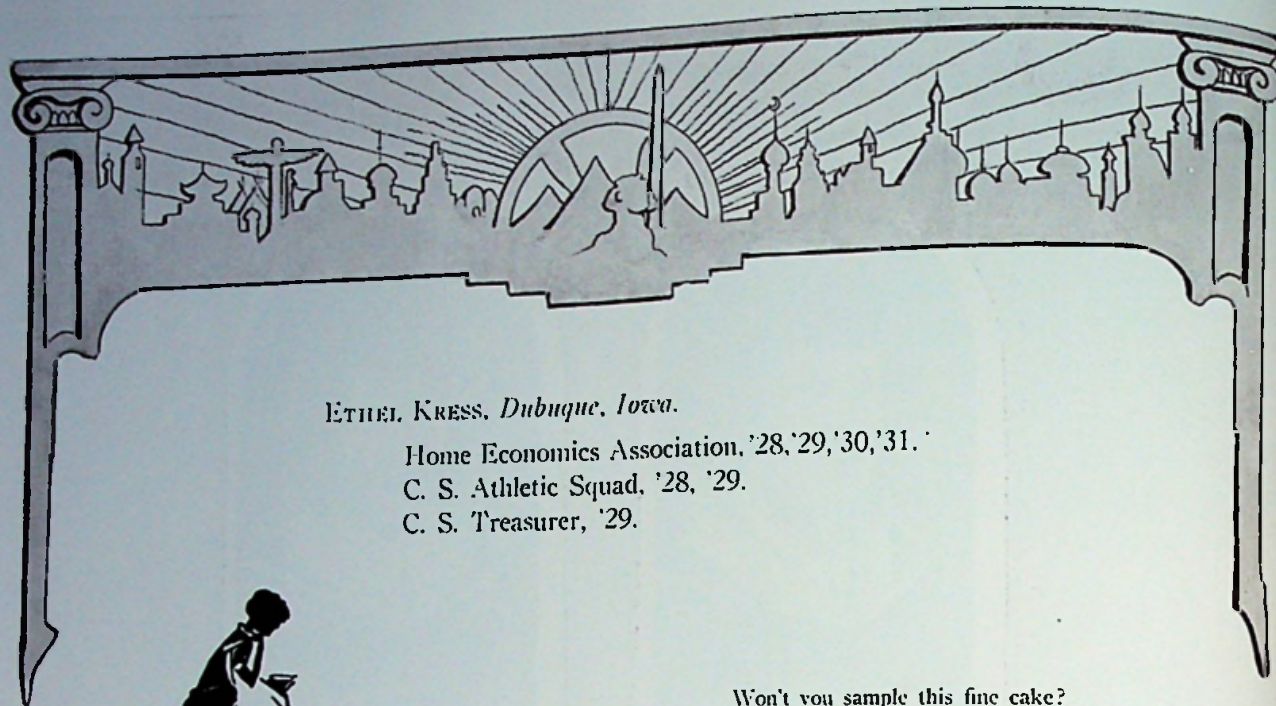 ETHEL KRESS, Dubuque, Iowa.
Home Economics Association, '28, '29, '30, '31.
C. S. Athletic Squad, '28, '29.
C. S. Treasurer, '29.
Won't you sample this fine cake?